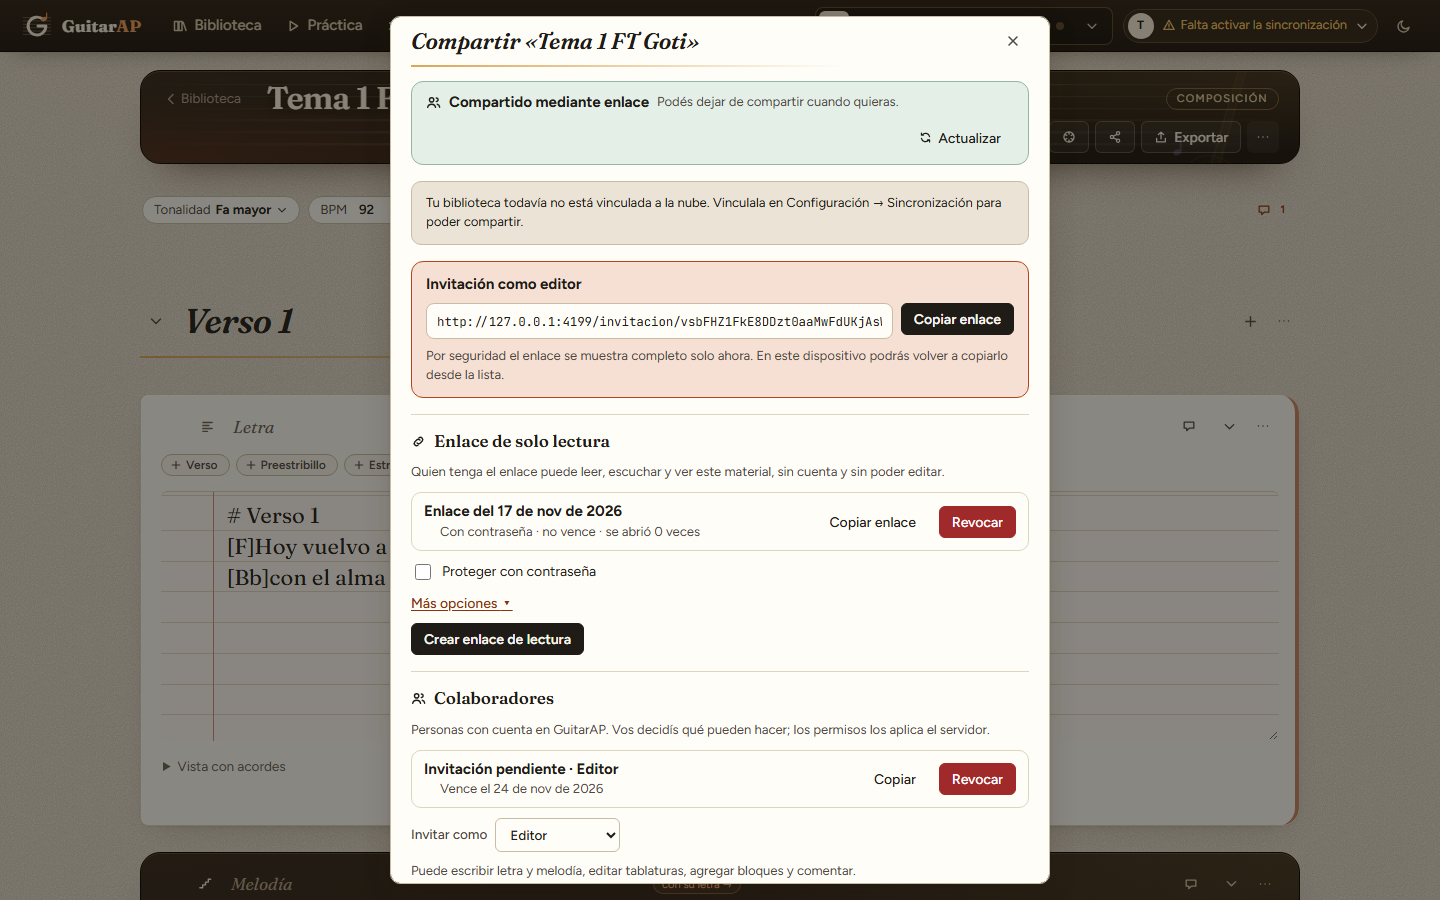 GuitarAP
Biblioteca
Práctica
T
Falta activar la sincronización
Biblioteca
Tema 1 F
COMPOSICIÓN
Exportar
Tonalidad Fa mayor
BPM 92
1
Verso 1
Letra
+ Verso
+ Preestribillo
+ Estr
# Verso 1
[F]Hoy vuelvo a
[Bb]con el alma
Vista con acordes
Melodía
Compartir «Tema 1 FT Goti»
Compartido mediante enlace Podés dejar de compartir cuando quieras.
Actualizar
Tu biblioteca todavía no está vinculada a la nube. Vinculala en Configuración → Sincronización para
poder compartir.
Invitación como editor
http://127.0.0.1:4199/invitacion/vsbFHZ1FkE8DDzt0aaMwFdUKjAs
Copiar enlace
Por seguridad el enlace se muestra completo solo ahora. En este dispositivo podrás volver a copiarlo
desde la lista.
Enlace de solo lectura
Quien tenga el enlace puede leer, escuchar y ver este material, sin cuenta y sin poder editar.
Enlace del 17 de nov de 2026
Con contraseña · no vence · se abrió 0 veces
Copiar enlace
Revocar
Proteger con contraseña
Más opciones ▾
Crear enlace de lectura
Colaboradores
Personas con cuenta en GuitarAP. Vos decidís qué pueden hacer; los permisos los aplica el servidor.
Invitación pendiente · Editor
Vence el 24 de nov de 2026
Copiar
Revocar
Invitar como
Editor
Puede escribir letra y melodía, editar tablaturas, agregar bloques y comentar.